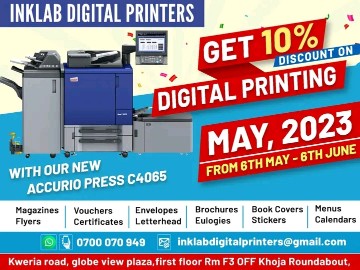 INKLAB DIGITAL PRINTERS
GET 10%
DISCOUNT ON
DIGITAL PRINTING
MAY, 2023
FROM 6TH MAY - 6TH JUNE
WITH OUR NEW
ACCURIO PRESS C4065
Magazines Flyers
Vouchers Certificates
Envelopes Letterhead
Brochures Eulogies
Book Covers Stickers
Menus Calendars
0700 070 949
inklabdigitalprinters@gmail.com
Kweria road, globe view plaza,first floor Rm F3 OFF Khoja Roundabout,